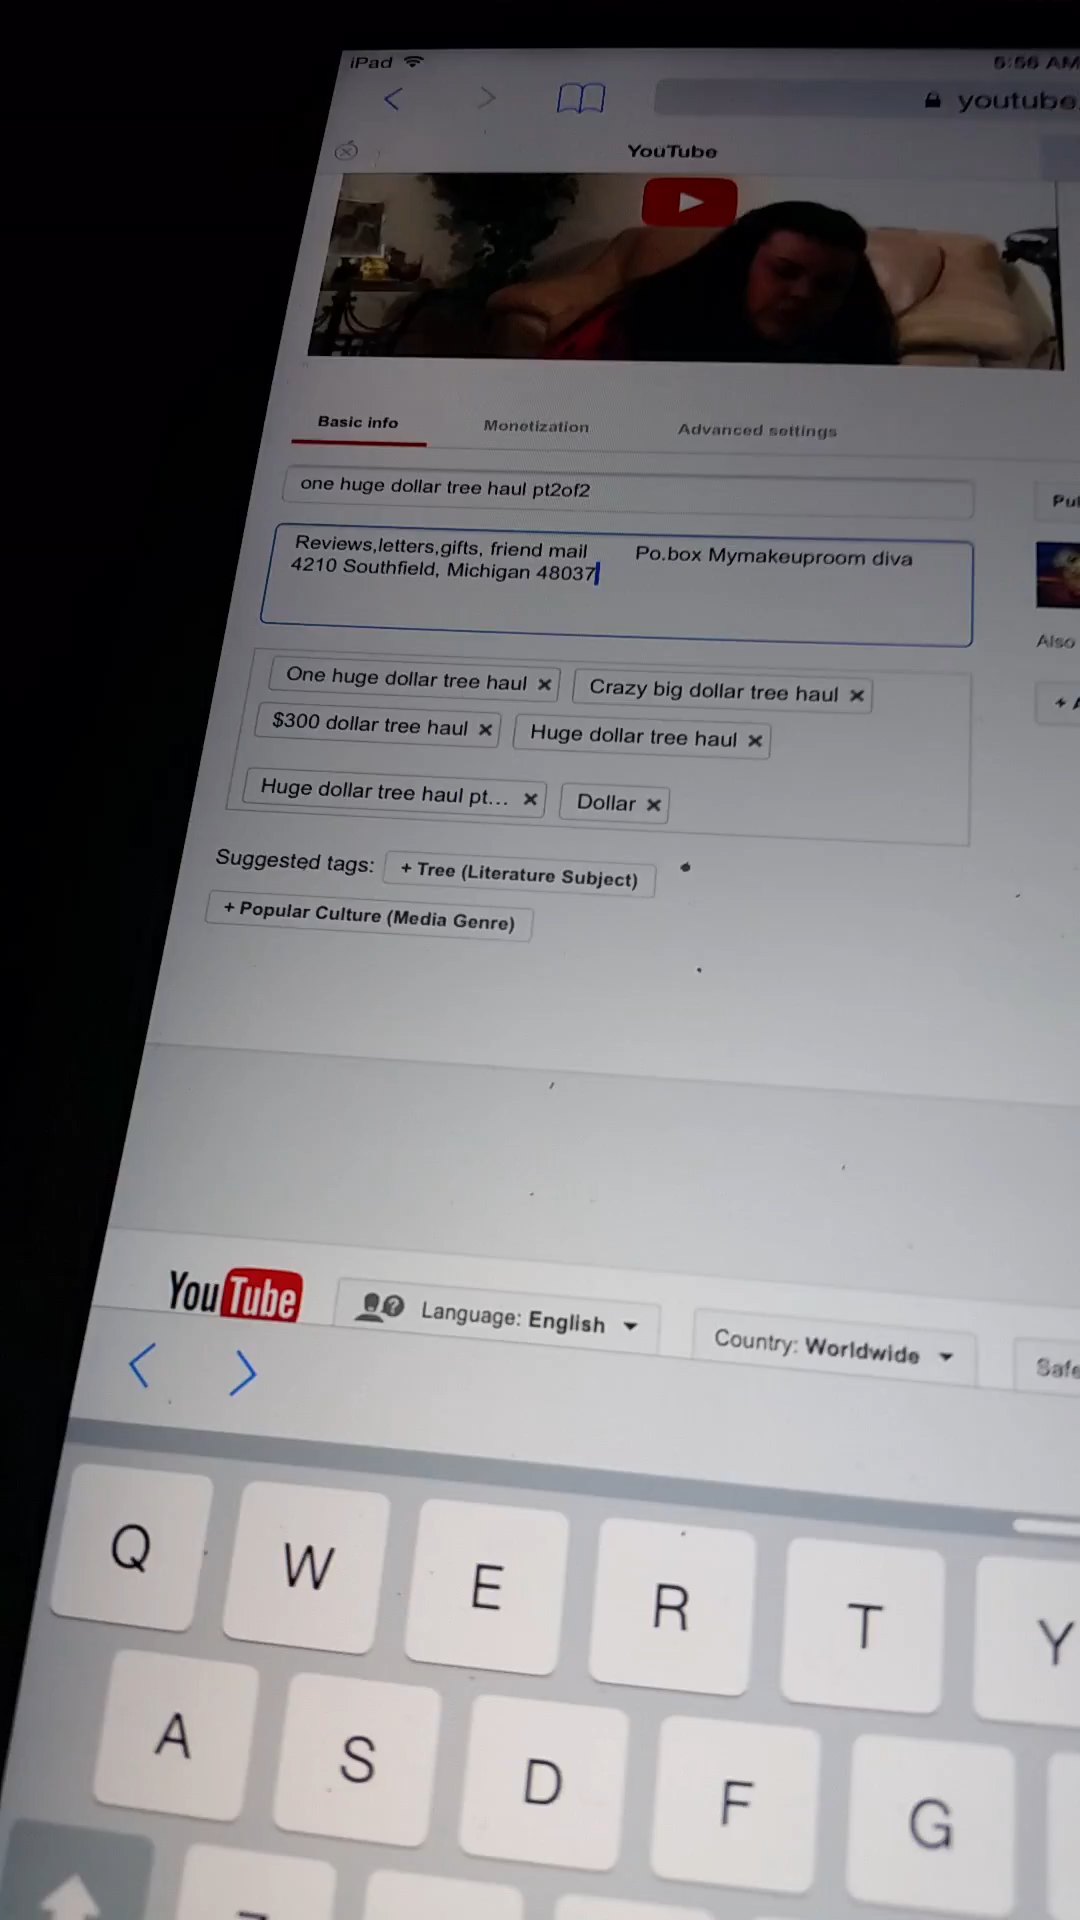 iPad
5:56 AM
youtube.
YouTube
Basic info Monetization Advanced settings
one huge dollar tree haul pt2of2
Reviews,letters,gifts, friend mail Po.box Mymakeuproom diva
4210 Southfield, Michigan 48037
One huge dollar tree haul × Crazy big dollar tree haul ×
$300 dollar tree haul × Huge dollar tree haul ×
Huge dollar tree haul pt... × Dollar ×
Also
Suggested tags: + Tree (Literature Subject)
+ Popular Culture (Media Genre)
YouTube Language: English Country: Worldwide
Q W E R T Y
A S D F G